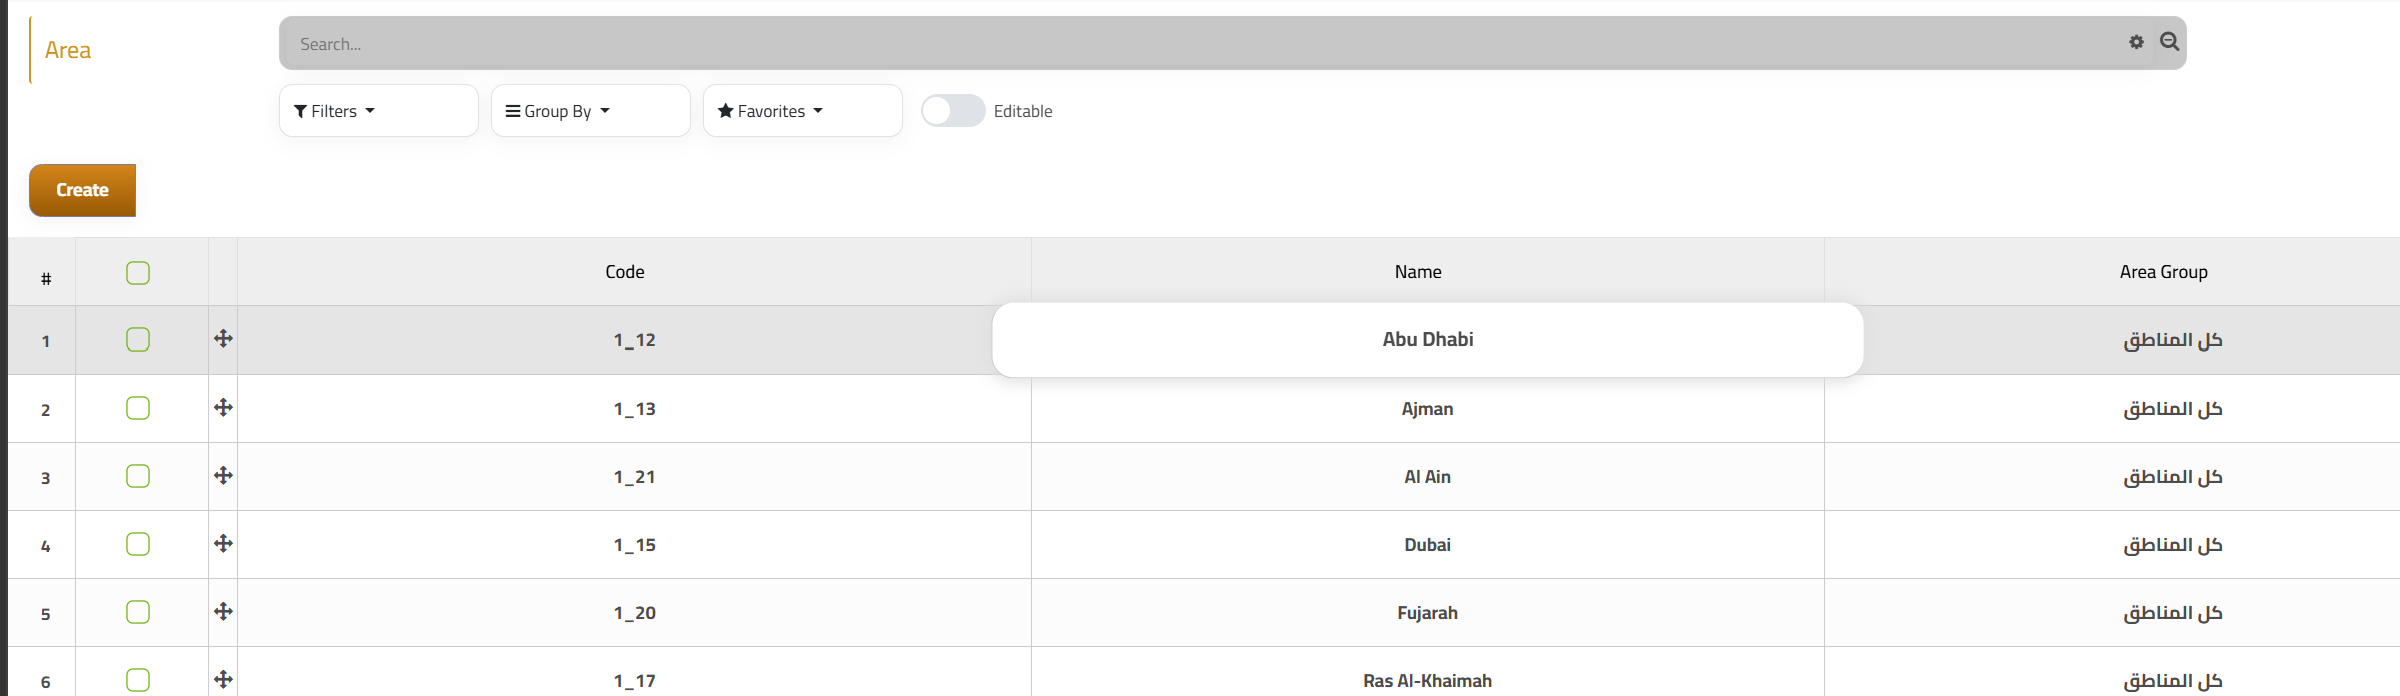 Area
Search...
Filters Group By Favorites Editable
Create
# Code Name Area Group
1 1_12 Abu Dhabi كل المناطق
2 1_13 Ajman كل المناطق
3 1_21 Al Ain كل المناطق
4 1_15 Dubai كل المناطق
5 1_20 Fujarah كل المناطق
6 1_17 Ras Al-Khaimah كل المناطق